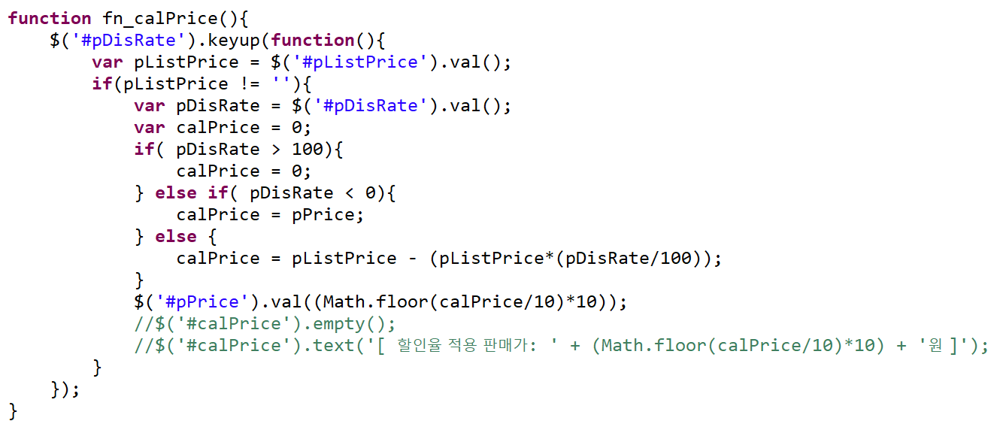 function fn_calPrice(){
    $('#pDisRate').keyup(function(){
        var pListPrice = $('#pListPrice').val();
        if(pListPrice != ''){
            var pDisRate = $('#pDisRate').val();
            var calPrice = 0;
            if( pDisRate > 100){
                calPrice = 0;
            } else if( pDisRate < 0){
                calPrice = pPrice;
            } else {
                calPrice = pListPrice - (pListPrice*(pDisRate/100));
            }
            $('#pPrice').val((Math.floor(calPrice/10)*10));
            //$('#calPrice').empty();
            //$('#calPrice').text('[ 할인율 적용 판매가: ' + (Math.floor(calPrice/10)*10) + '원 ]');
        }
    });
}